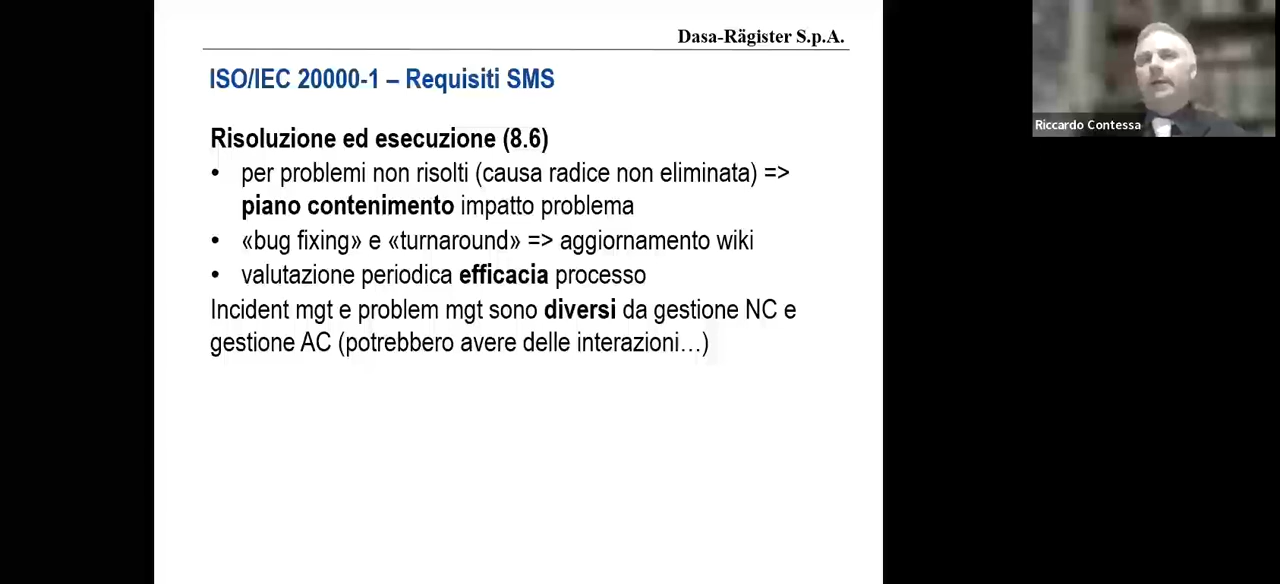 Dasa-Rägister S.p.A.
ISO/IEC 20000-1 – Requisiti SMS
Riccardo Contessa
Risoluzione ed esecuzione (8.6)
• per problemi non risolti (causa radice non eliminata) =>
piano contenimento impatto problema
• «bug fixing» e «turnaround» => aggiornamento wiki
• valutazione periodica efficacia processo
Incident mgt e problem mgt sono diversi da gestione NC e
gestione AC (potrebbero avere delle interazioni…)